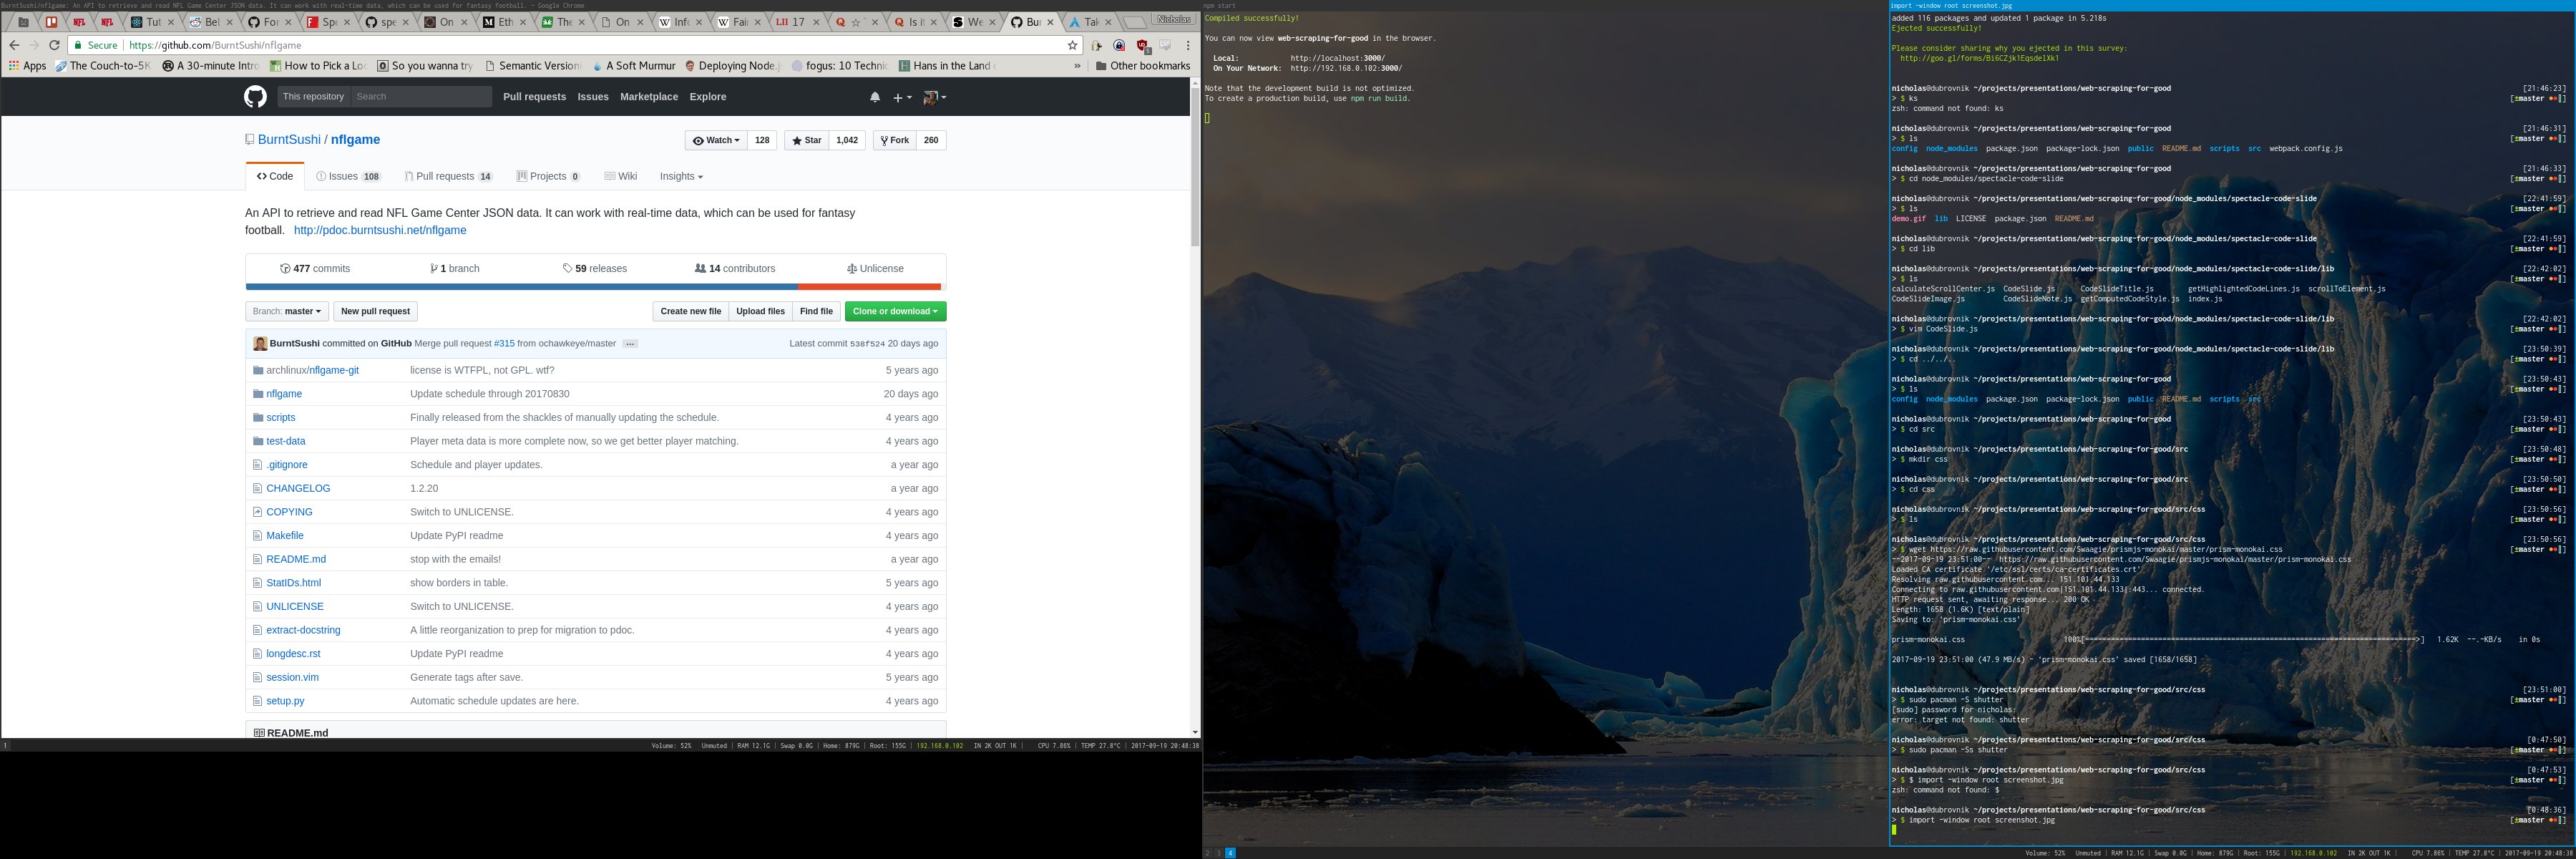 BurntSushi/nflgame: An API to retrieve and read NFL Game Center JSON data. It can work with real-time data, which can be used for fantasy football. - Google Chrome
Tut
Bel
For
Spe
spe
On
Eth
The
On
Info
Fair
17
Q ☆
Q Is it
We
Bur
Tak
Nicholas
Secure https://github.com/BurntSushi/nflgame
Apps The Couch-to-5K A 30-minute Intro How to Pick a Lo So you wanna try Semantic Version A Soft Murmur Deploying Node. fogus: 10 Technic Hans in the Land » Other bookmarks
This repository Search Pull requests Issues Marketplace Explore
BurntSushi / nflgame
Watch 128 Star 1,042 Fork 260
Code Issues 108 Pull requests 14 Projects 0 Wiki Insights
An API to retrieve and read NFL Game Center JSON data. It can work with real-time data, which can be used for fantasy
football. http://pdoc.burntsushi.net/nflgame
477 commits 1 branch 59 releases 14 contributors Unlicense
Branch: master New pull request Create new file Upload files Find file Clone or download
BurntSushi committed on GitHub Merge pull request #315 from ochawkeye/master ... Latest commit 538f524 20 days ago
archlinux/nflgame-git license is WTFPL, not GPL. wtf? 5 years ago
nflgame Update schedule through 20170830 20 days ago
scripts Finally released from the shackles of manually updating the schedule. 4 years ago
test-data Player meta data is more complete now, so we get better player matching. 4 years ago
.gitignore Schedule and player updates. a year ago
CHANGELOG 1.2.20 a year ago
COPYING Switch to UNLICENSE. 4 years ago
Makefile Update PyPI readme 4 years ago
README.md stop with the emails! a year ago
StatIDs.html show borders in table. 5 years ago
UNLICENSE Switch to UNLICENSE. 4 years ago
extract-docstring A little reorganization to prep for migration to pdoc. 4 years ago
longdesc.rst Update PyPI readme 4 years ago
session.vim Generate tags after save. 5 years ago
setup.py Automatic schedule updates are here. 4 years ago
README.md
1 Volume: 52% Unmuted | RAM 12.1G | Swap 0.0G | Home: 879G | Root: 155G | 192.168.0.102 IN 2K OUT 1K | CPU 7.86% | TEMP 27.8°C | 2017-09-19 20:48:38
npm start
Compiled successfully!
You can now view web-scraping-for-good in the browser.
Local: http://localhost:3000/
On Your Network: http://192.168.0.102:3000/
Note that the development build is not optimized.
To create a production build, use npm run build.
import -window root screenshot.jpg
added 116 packages and updated 1 package in 5.218s
Ejected successfully!
Please consider sharing why you ejected in this survey:
http://goo.gl/forms/Bi6CZjk1EqsdelXk1
nicholas@dubrovnik ~/projects/presentations/web-scraping-for-good [21:46:23]
> $ ks [±master ●●]
zsh: command not found: ks
nicholas@dubrovnik ~/projects/presentations/web-scraping-for-good [21:46:31]
> $ ls [±master ●●]
config node_modules package.json package-lock.json public README.md scripts src webpack.config.js
nicholas@dubrovnik ~/projects/presentations/web-scraping-for-good [21:46:33]
> $ cd node_modules/spectacle-code-slide [±master ●●]
nicholas@dubrovnik ~/projects/presentations/web-scraping-for-good/node_modules/spectacle-code-slide [22:41:59]
> $ ls [±master ●●]
demo.gif lib LICENSE package.json README.md
nicholas@dubrovnik ~/projects/presentations/web-scraping-for-good/node_modules/spectacle-code-slide [22:41:59]
> $ cd lib [±master ●●]
nicholas@dubrovnik ~/projects/presentations/web-scraping-for-good/node_modules/spectacle-code-slide/lib [22:42:02]
> $ ls [±master ●●]
calculateScrollCenter.js CodeSlide.js CodeSlideTitle.js getHighlightedCodeLines.js scrollToElement.js
CodeSlideImage.js CodeSlideNote.js getComputedCodeStyle.js index.js
nicholas@dubrovnik ~/projects/presentations/web-scraping-for-good/node_modules/spectacle-code-slide/lib [22:42:02]
> $ vim CodeSlide.js [±master ●●]
nicholas@dubrovnik ~/projects/presentations/web-scraping-for-good/node_modules/spectacle-code-slide/lib [23:50:39]
> $ cd ../../.. [±master ●●]
nicholas@dubrovnik ~/projects/presentations/web-scraping-for-good [23:50:43]
> $ ls [±master ●●]
config node_modules package.json package-lock.json public README.md scripts src
nicholas@dubrovnik ~/projects/presentations/web-scraping-for-good [23:50:43]
> $ cd src [±master ●●]
nicholas@dubrovnik ~/projects/presentations/web-scraping-for-good/src [23:50:48]
> $ mkdir css [±master ●●]
nicholas@dubrovnik ~/projects/presentations/web-scraping-for-good/src [23:50:50]
> $ cd css [±master ●●]
nicholas@dubrovnik ~/projects/presentations/web-scraping-for-good/src/css [23:50:56]
> $ ls [±master ●●]
nicholas@dubrovnik ~/projects/presentations/web-scraping-for-good/src/css [23:50:56]
> $ wget https://raw.githubusercontent.com/Swaagie/prismjs-monokai/master/prism-monokai.css [±master ●●]
--2017-09-19 23:51:00-- https://raw.githubusercontent.com/Swaagie/prismjs-monokai/master/prism-monokai.css
Loaded CA certificate '/etc/ssl/certs/ca-certificates.crt'
Resolving raw.githubusercontent.com... 151.101.44.133
Connecting to raw.githubusercontent.com|151.101.44.133|:443... connected.
HTTP request sent, awaiting response... 200 OK
Length: 1658 (1.6K) [text/plain]
Saving to: 'prism-monokai.css'
prism-monokai.css 100%[=====================>] 1.62K --.-KB/s in 0s
2017-09-19 23:51:00 (47.9 MB/s) - 'prism-monokai.css' saved [1658/1658]
nicholas@dubrovnik ~/projects/presentations/web-scraping-for-good/src/css [23:51:00]
> $ sudo pacman -S shutter [±master ●●]
[sudo] password for nicholas:
error: target not found: shutter
nicholas@dubrovnik ~/projects/presentations/web-scraping-for-good/src/css [0:47:50]
> $ sudo pacman -Ss shutter [±master ●●]
nicholas@dubrovnik ~/projects/presentations/web-scraping-for-good/src/css [0:47:53]
> $ $ import -window root screenshot.jpg [±master ●●]
zsh: command not found: $
nicholas@dubrovnik ~/projects/presentations/web-scraping-for-good/src/css [0:48:36]
> $ import -window root screenshot.jpg [±master ●●]
2 3 4 Volume: 52% Unmuted | RAM 12.1G | Swap 0.0G | Home: 879G | Root: 155G | 192.168.0.102 IN 2K OUT 1K | CPU 7.86% | TEMP 27.8°C | 2017-09-19 20:48:38